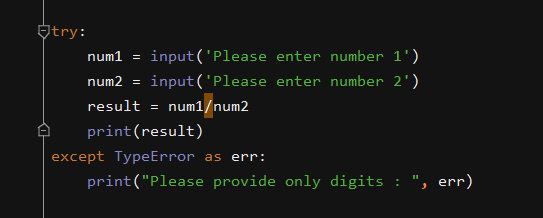 try:
    num1 = input('Please enter number 1')
    num2 = input('Please enter number 2')
    result = num1/num2
    print(result)
except TypeError as err:
    print("Please provide only digits : ", err)